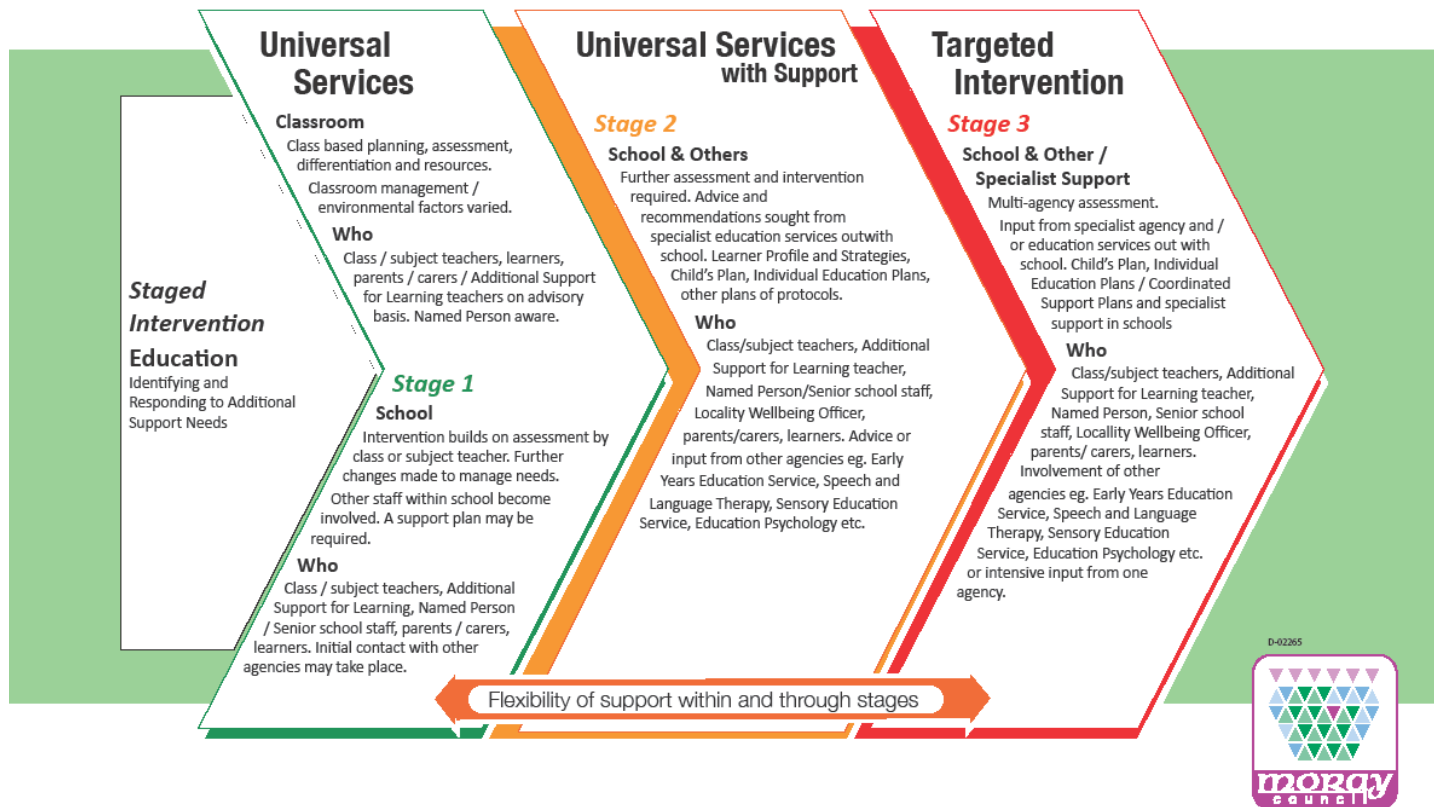 Staged
Intervention
Education
Identifying and
Responding to Additional
Support Needs
Universal
Services
Classroom
Class based planning, assessment,
differentiation and resources.
Classroom management /
environmental factors varied.
Who
Class / subject teachers, learners,
parents / carers / Additional Support
for Learning teachers on advisory
basis. Named Person aware.
Stage 1
School
Intervention builds on assessment by
class or subject teacher. Further
changes made to manage needs.
Other staff within school become
involved. A support plan may be
required.
Who
Class / subject teachers, Additional
Support for Learning, Named Person
/ Senior school staff, parents / carers,
learners. Initial contact with other
agencies may take place.
Universal Services
with Support
Stage 2
School & Others
Further assessment and intervention
required. Advice and
recommendations sought from
specialist education services outwith
school. Learner Profile and Strategies,
Child's Plan, Individual Education Plans,
other plans of protocols.
Who
Class/subject teachers, Additional
Support for Learning teacher,
Named Person/Senior school staff,
Locality Wellbeing Officer,
parents/carers, learners. Advice or
input from other agencies eg. Early
Years Education Service, Speech and
Language Therapy, Sensory Education
Service, Education Psychology etc.
Targeted
Intervention
Stage 3
School & Other /
Specialist Support
Multi-agency assessment.
Input from specialist agency and /
or education services out with
school. Child's Plan, Individual
Education Plans / Coordinated
Support Plans and specialist
support in schools
Who
Class/subject teachers, Additional
Support for Learning teacher,
Named Person, Senior school
staff, Locallity Wellbeing Officer,
parents/ carers, learners.
Involvement of other
agencies eg. Early Years Education
Service, Speech and Language
Therapy, Sensory Education
Service, Education Psychology etc.
or intensive input from one
agency.
Flexibility of support within and through stages
D-02265
moray
council